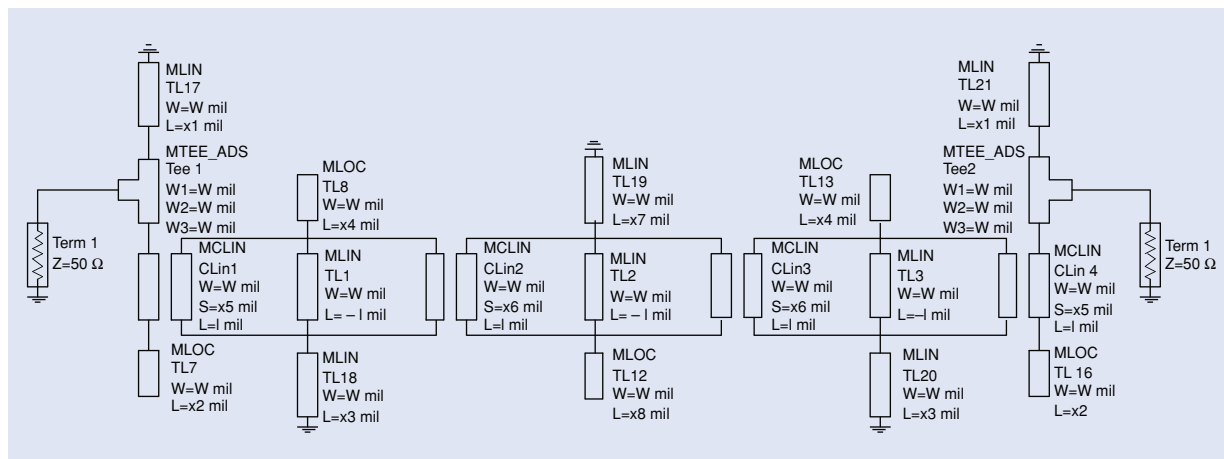 MLIN
TL17
W=W mil
L=x1 mil
MTEE_ADS
Tee 1
W1=W mil
W2=W mil
W3=W mil
Term 1
Z=50 Ω
MLOC
TL7
W=W mil
L=x2 mil
MCLIN
CLin1
W=W mil
S=x5 mil
L=l mil
MLOC
TL8
W=W mil
L=x4 mil
MLIN
TL1
W=W mil
L= – l mil
MLIN
TL18
W=W mil
L=x3 mil
MCLIN
CLin2
W=W mil
S=x6 mil
L=l mil
MLIN
TL19
W=W mil
L=x7 mil
MLIN
TL2
W=W mil
L= – l mil
MLOC
TL12
W=W mil
L=x8 mil
MCLIN
CLin3
W=W mil
S=x6 mil
L=l mil
MLOC
TL13
W=W mil
L=x4 mil
MLIN
TL3
W=W mil
L=–l mil
MLIN
TL20
W=W mil
L=x3 mil
MLIN
TL21
W=W mil
L=x1 mil
MTEE_ADS
Tee2
W1=W mil
W2=W mil
W3=W mil
MCLIN
CLin 4
W=W mil
S=x5 mil
L=l mil
MLOC
TL 16
W=W mil
L=x2
Term 1
Z=50 Ω